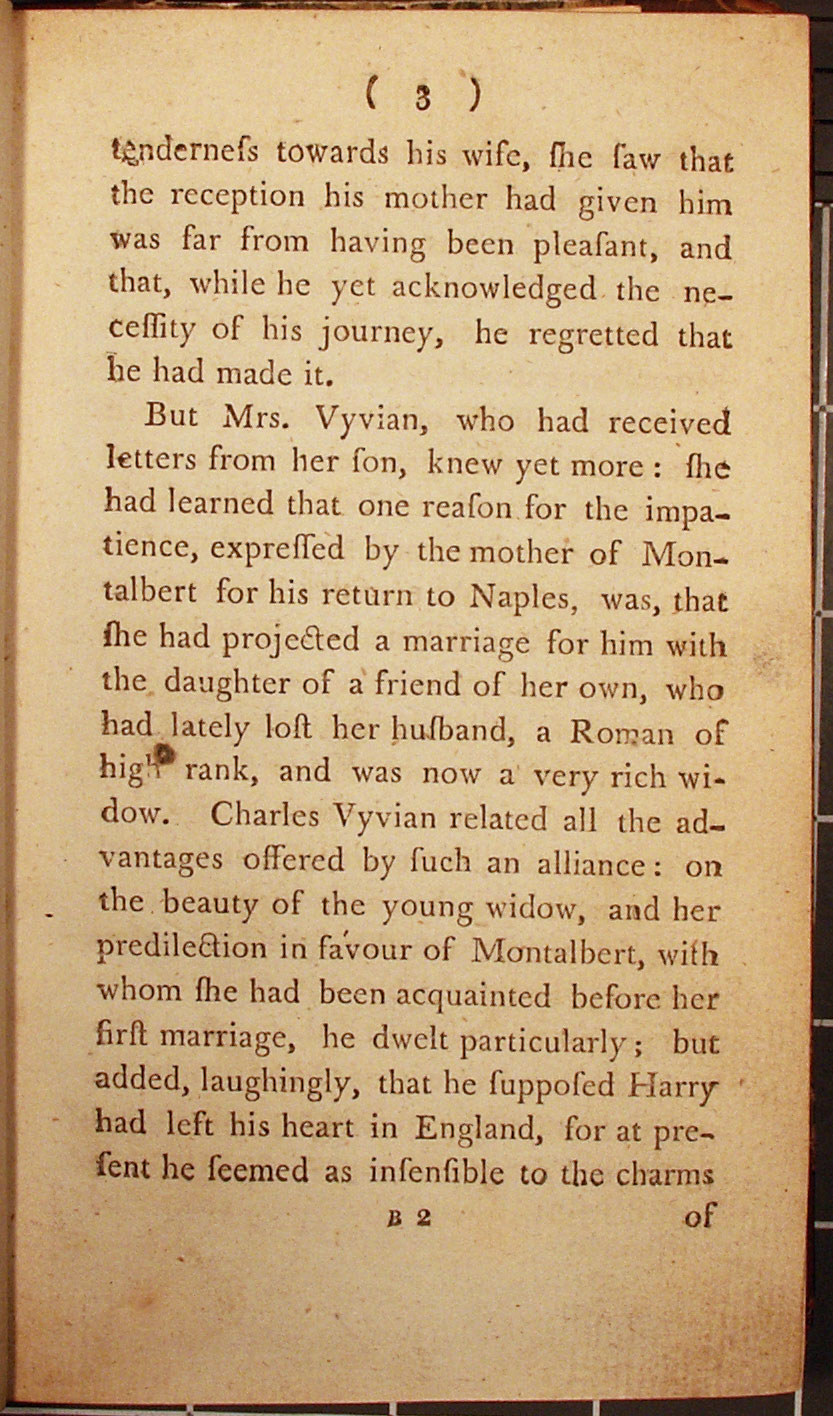 ( 3 )
tenderneſs towards his wife, ſhe ſaw that
the reception his mother had given him
was far from having been pleaſant, and
that, while he yet acknowledged the ne-
ceſſity of his journey, he regretted that
he had made it.
But Mrs. Vyvian, who had received
letters from her ſon, knew yet more: ſhe
had learned that one reaſon for the impa-
tience, expreſſed by the mother of Mon-
talbert for his return to Naples, was, that
ſhe had projected a marriage for him with
the daughter of a friend of her own, who
had lately loſt her huſband, a Roman of
high rank, and was now a very rich wi-
dow. Charles Vyvian related all the ad-
vantages offered by ſuch an alliance: on
the beauty of the young widow, and her
predilection in favour of Montalbert, with
whom ſhe had been acquainted before her
firſt marriage, he dwelt particularly; but
added, laughingly, that he ſuppoſed Harry
had left his heart in England, for at pre-
ſent he ſeemed as inſenſible to the charms
B 2 of